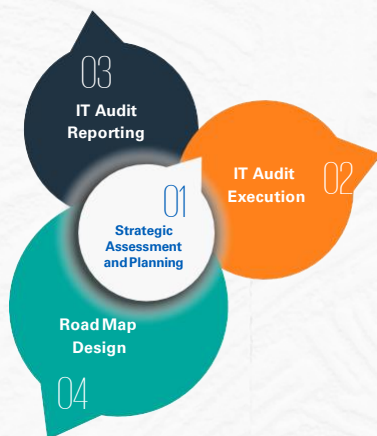 03
IT Audit
Reporting
IT Audit
Execution
02
01
Strategic
Assessment
and Planning
Road Map
Design
04